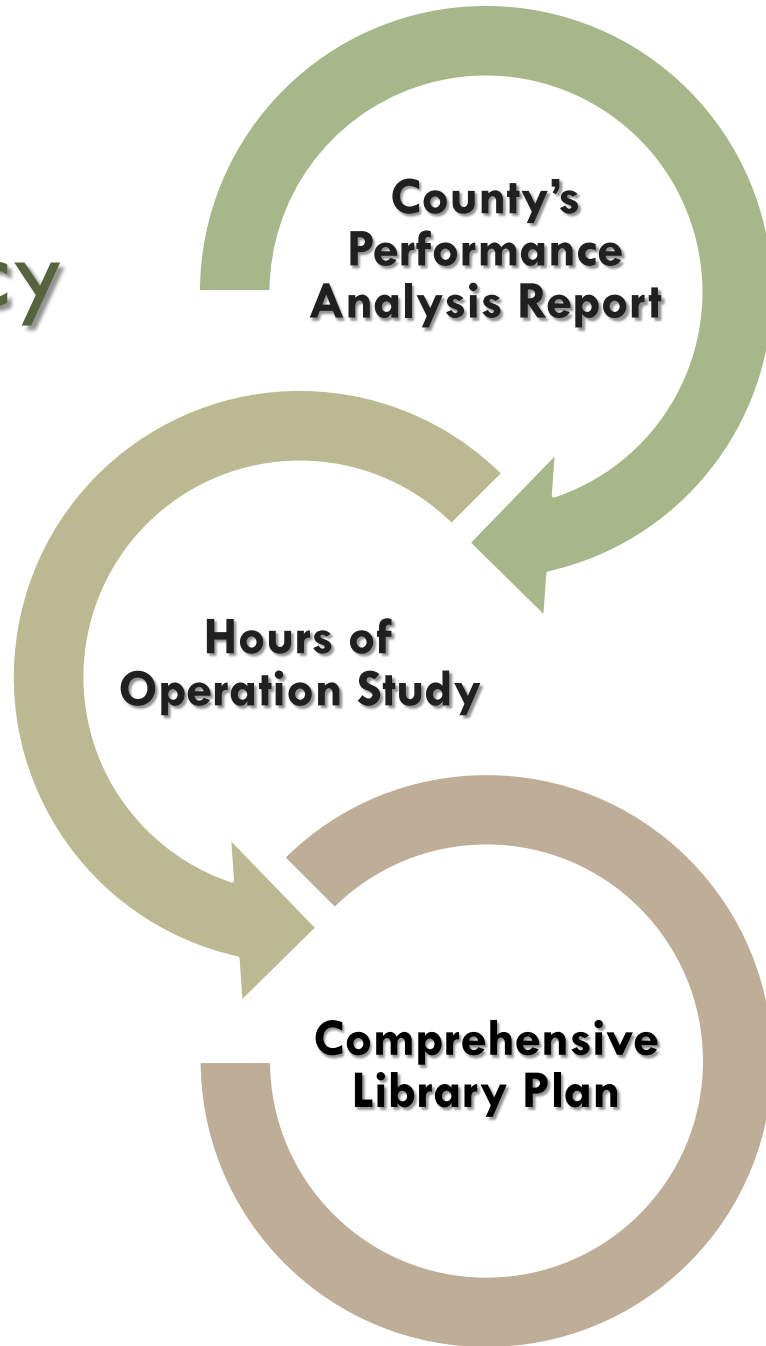 County’s
Performance
Analysis Report
Hours of
Operation Study
Comprehensive
Library Plan